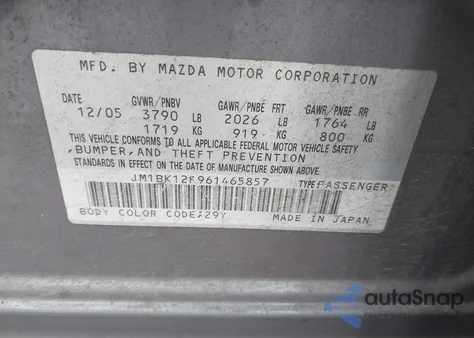 MFD. BY MAZDA MOTOR CORPORATION
DATE GVWR/PNBV GAWR/PNBE FRT GAWR/PNBE RR
12/05 3790 LB 2026 LB 1764 LB
1719 KG 919 KG 800 KG
THIS VEHICLE CONFORMS TO ALL APPLICABLE FEDERAL MOTOR VEHICLE SAFETY,
BUMPER, AND THEFT PREVENTION
STANDARDS IN EFFECT ON THE DATE OF MANUFACTURE SHOWN ABOVE.
JM1BK12F961465857 TYPE:PASSENGER
BODY COLOR CODE:29Y MADE IN JAPAN
autoSnap